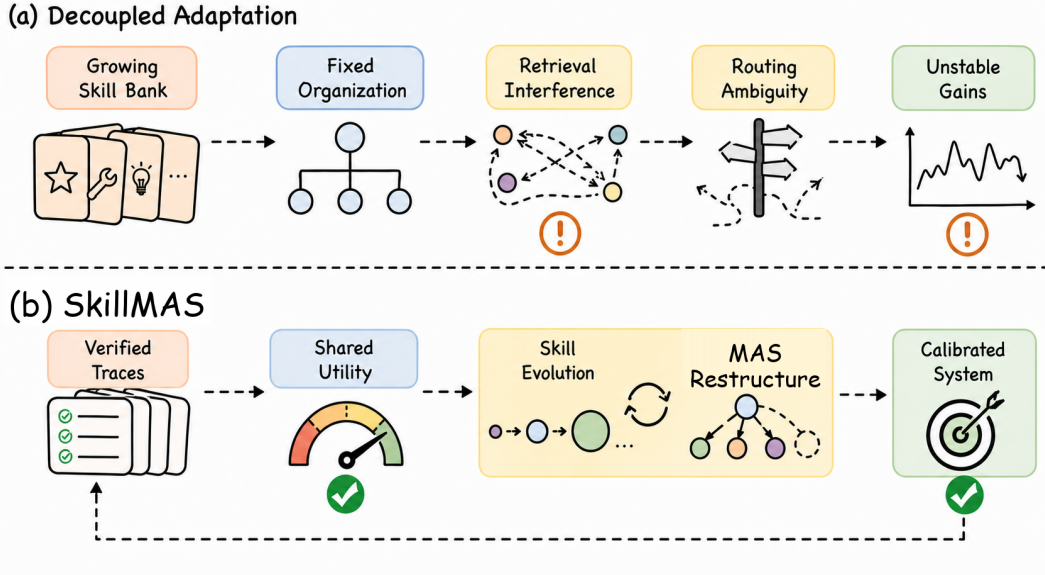 (a) Decoupled Adaptation
Growing
Skill Bank
Fixed
Organization
Retrieval
Interference
Routing
Ambiguity
Unstable
Gains
...
!
!
(b) SkillMAS
Verified
Traces
Shared
Utility
Skill
Evolution
...
MAS
Restructure
Calibrated
System